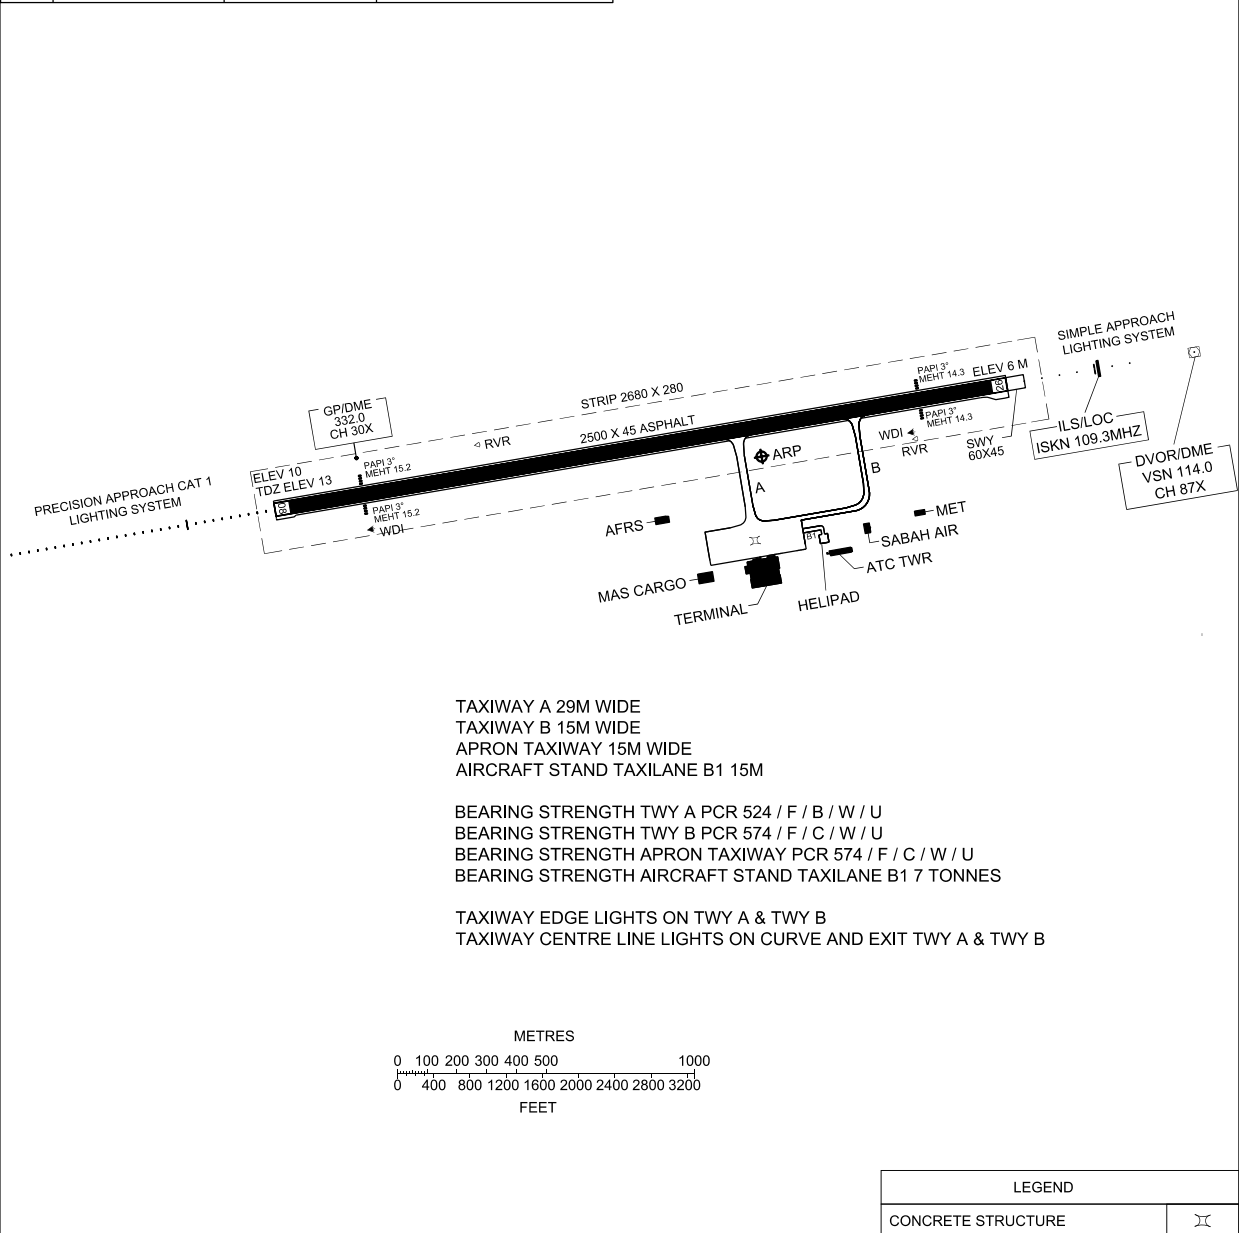 SIMPLE APPROACH
LIGHTING SYSTEM
PAPI 3°
MEHT 14.3
ELEV 6 M
26
STRIP 2680 X 280
GP/DME
332.0
CH 30X
2500 X 45 ASPHALT
RVR
PAPI 3°
MEHT 14.3
WDI
RVR
SWY
60X45
ILS/LOC
ISKN 109.3MHZ
DVOR/DME
VSN 114.0
CH 87X
ARP
B
A
ELEV 10
TDZ ELEV 13
PAPI 3°
MEHT 15.2
PRECISION APPROACH CAT 1
LIGHTING SYSTEM
08
PAPI 3°
MEHT 15.2
WDI
AFRS
MET
SABAH AIR
B1
ATC TWR
MAS CARGO
TERMINAL
HELIPAD
TAXIWAY A 29M WIDE
TAXIWAY B 15M WIDE
APRON TAXIWAY 15M WIDE
AIRCRAFT STAND TAXILANE B1 15M
BEARING STRENGTH TWY A PCR 524 / F / B / W / U
BEARING STRENGTH TWY B PCR 574 / F / C / W / U
BEARING STRENGTH APRON TAXIWAY PCR 574 / F / C / W / U
BEARING STRENGTH AIRCRAFT STAND TAXILANE B1 7 TONNES
TAXIWAY EDGE LIGHTS ON TWY A & TWY B
TAXIWAY CENTRE LINE LIGHTS ON CURVE AND EXIT TWY A & TWY B
METRES
0 100 200 300 400 500 1000
0 400 800 1200 1600 2000 2400 2800 3200
FEET
LEGEND
CONCRETE STRUCTURE